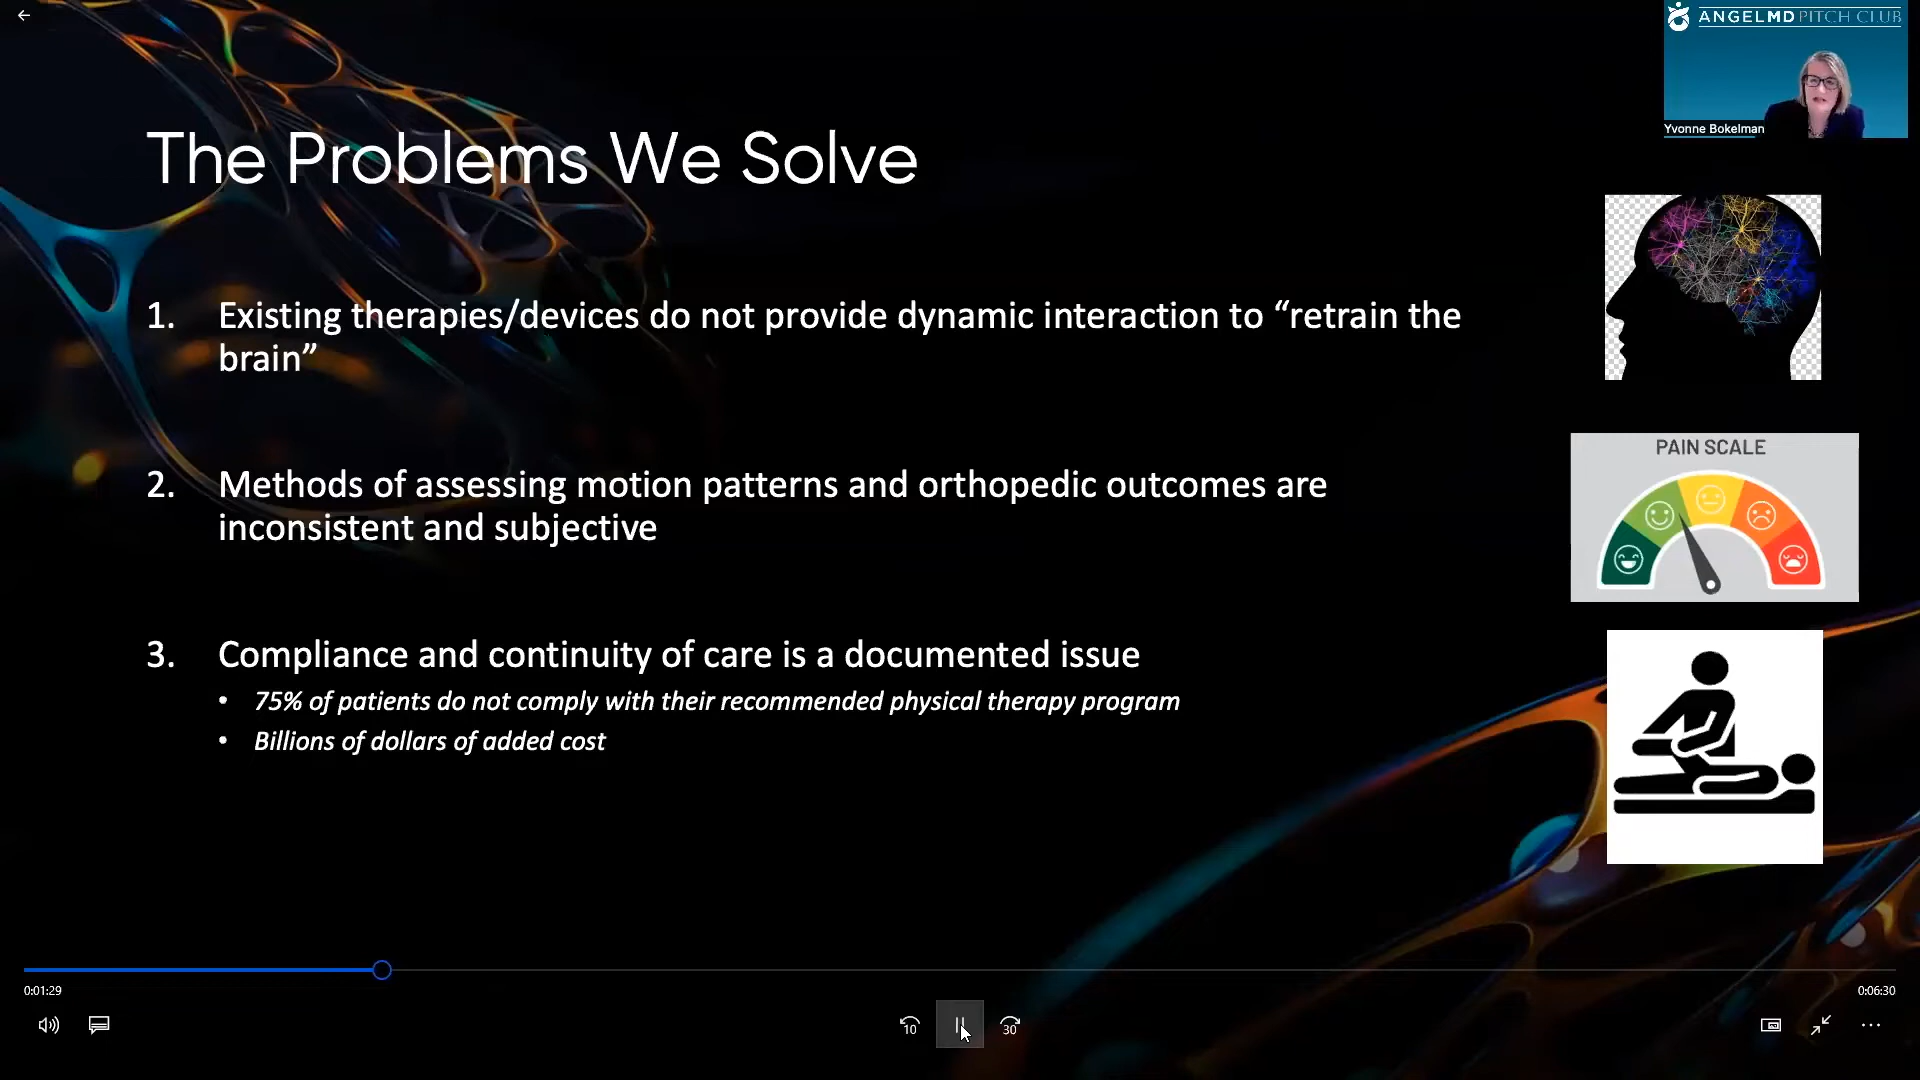 ANGELMD PITCH CLUB
Yvonne Bokelman
The Problems We Solve
1. Existing therapies/devices do not provide dynamic interaction to “retrain the
brain”
2. Methods of assessing motion patterns and orthopedic outcomes are
inconsistent and subjective
PAIN SCALE
3. Compliance and continuity of care is a documented issue
• 75% of patients do not comply with their recommended physical therapy program
• Billions of dollars of added cost
0:01:29
0:06:30
10
30